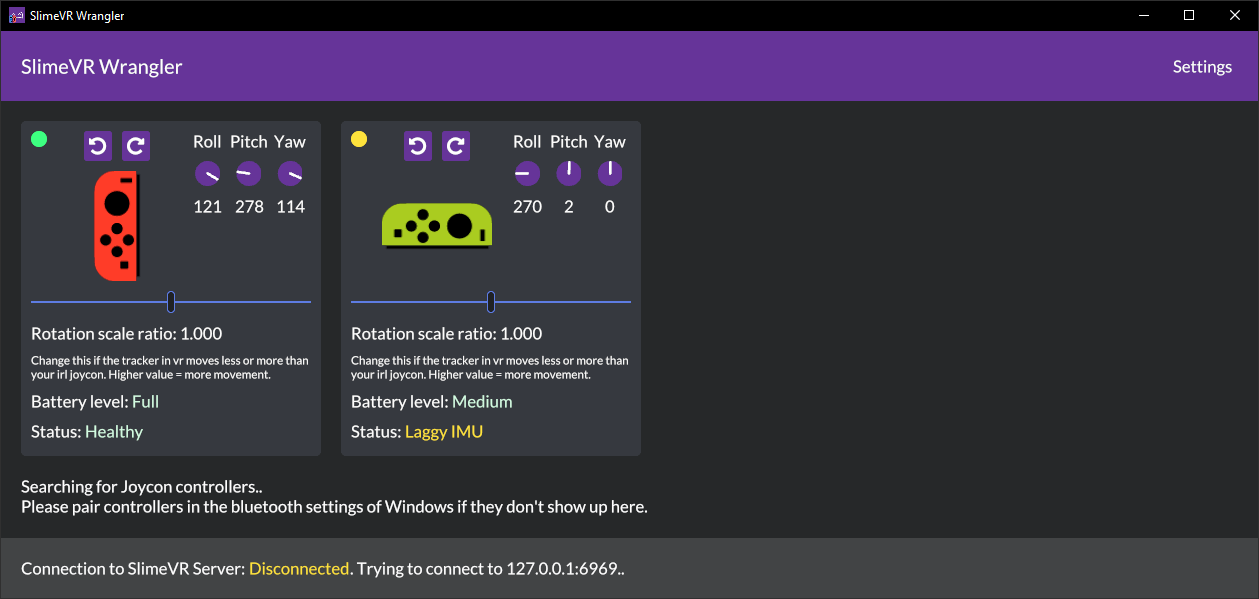 SlimeVR Wrangler
SlimeVR Wrangler
Settings
Roll Pitch Yaw
121 278 114
Rotation scale ratio: 1.000
Change this if the tracker in vr moves less or more than
your irl joycon. Higher value = more movement.
Battery level: Full
Status: Healthy
Roll Pitch Yaw
270 2 0
Rotation scale ratio: 1.000
Change this if the tracker in vr moves less or more than
your irl joycon. Higher value = more movement.
Battery level: Medium
Status: Laggy IMU
Searching for Joycon controllers..
Please pair controllers in the bluetooth settings of Windows if they don't show up here.
Connection to SlimeVR Server: Disconnected. Trying to connect to 127.0.0.1:6969..